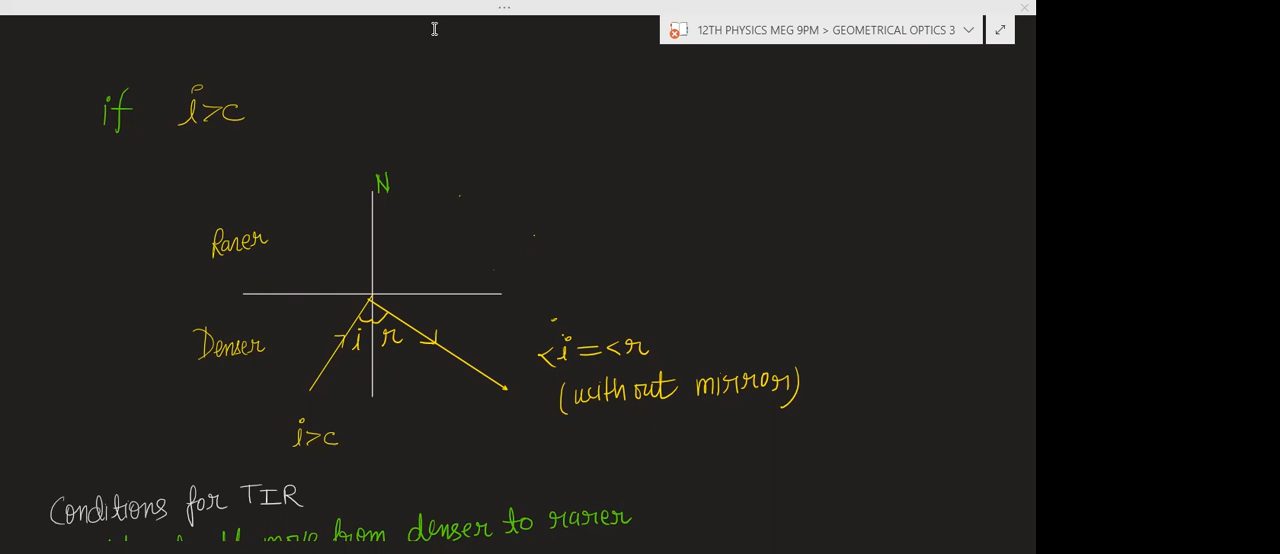 12TH PHYSICS MEG 9PM > GEOMETRICAL OPTICS 3
if i>c
N
Rarer
Denser
i r
<i=<r
(without mirror)
i>c
Conditions for TIR
move from denser to rarer